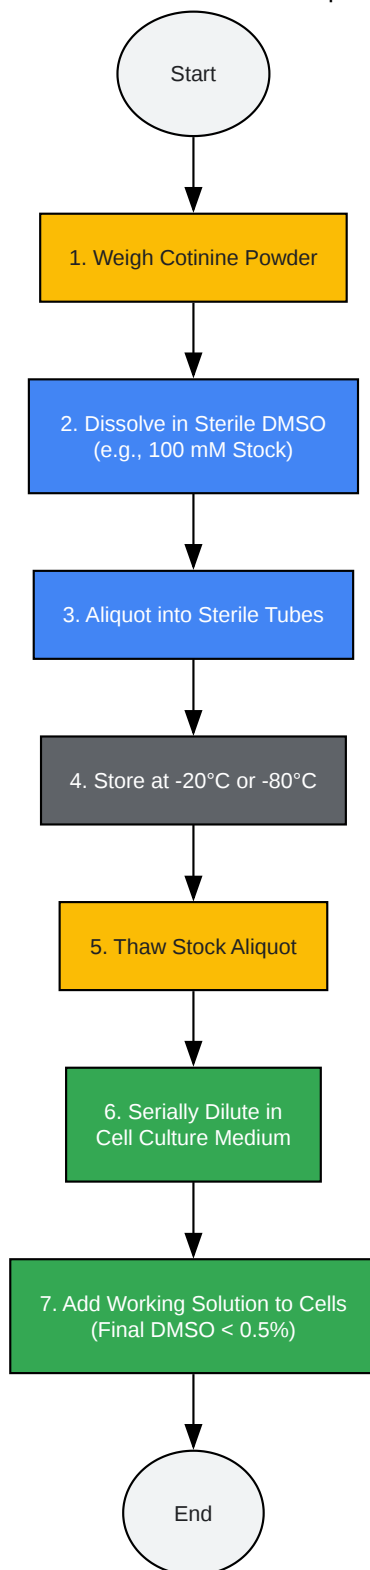 Start
1. Weigh Cotinine Powder
2. Dissolve in Sterile DMSO
(e.g., 100 mM Stock)
3. Aliquot into Sterile Tubes
4. Store at -20°C or -80°C
5. Thaw Stock Aliquot
6. Serially Dilute in
Cell Culture Medium
7. Add Working Solution to Cells
(Final DMSO < 0.5%)
End